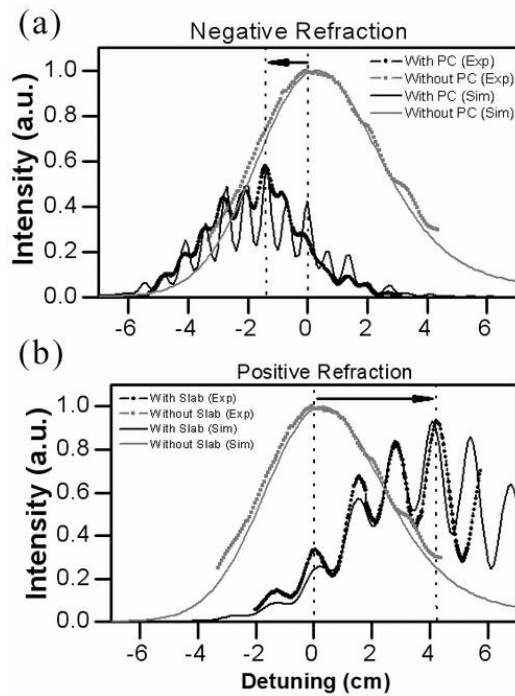 (a)
Negative Refraction
With PC (Exp)
Without PC (Exp)
With PC (Sim)
Without PC (Sim)
Intensity (a.u.)
1.0
0.8
0.6
0.4
0.2
0.0
-6 -4 -2 0 2 4 6
(b)
Positive Refraction
With Slab (Exp)
Without Slab (Exp)
With Slab (Sim)
Without Slab (Sim)
Intensity (a.u.)
1.0
0.8
0.6
0.4
0.2
0.0
-6 -4 -2 0 2 4 6
Detuning (cm)